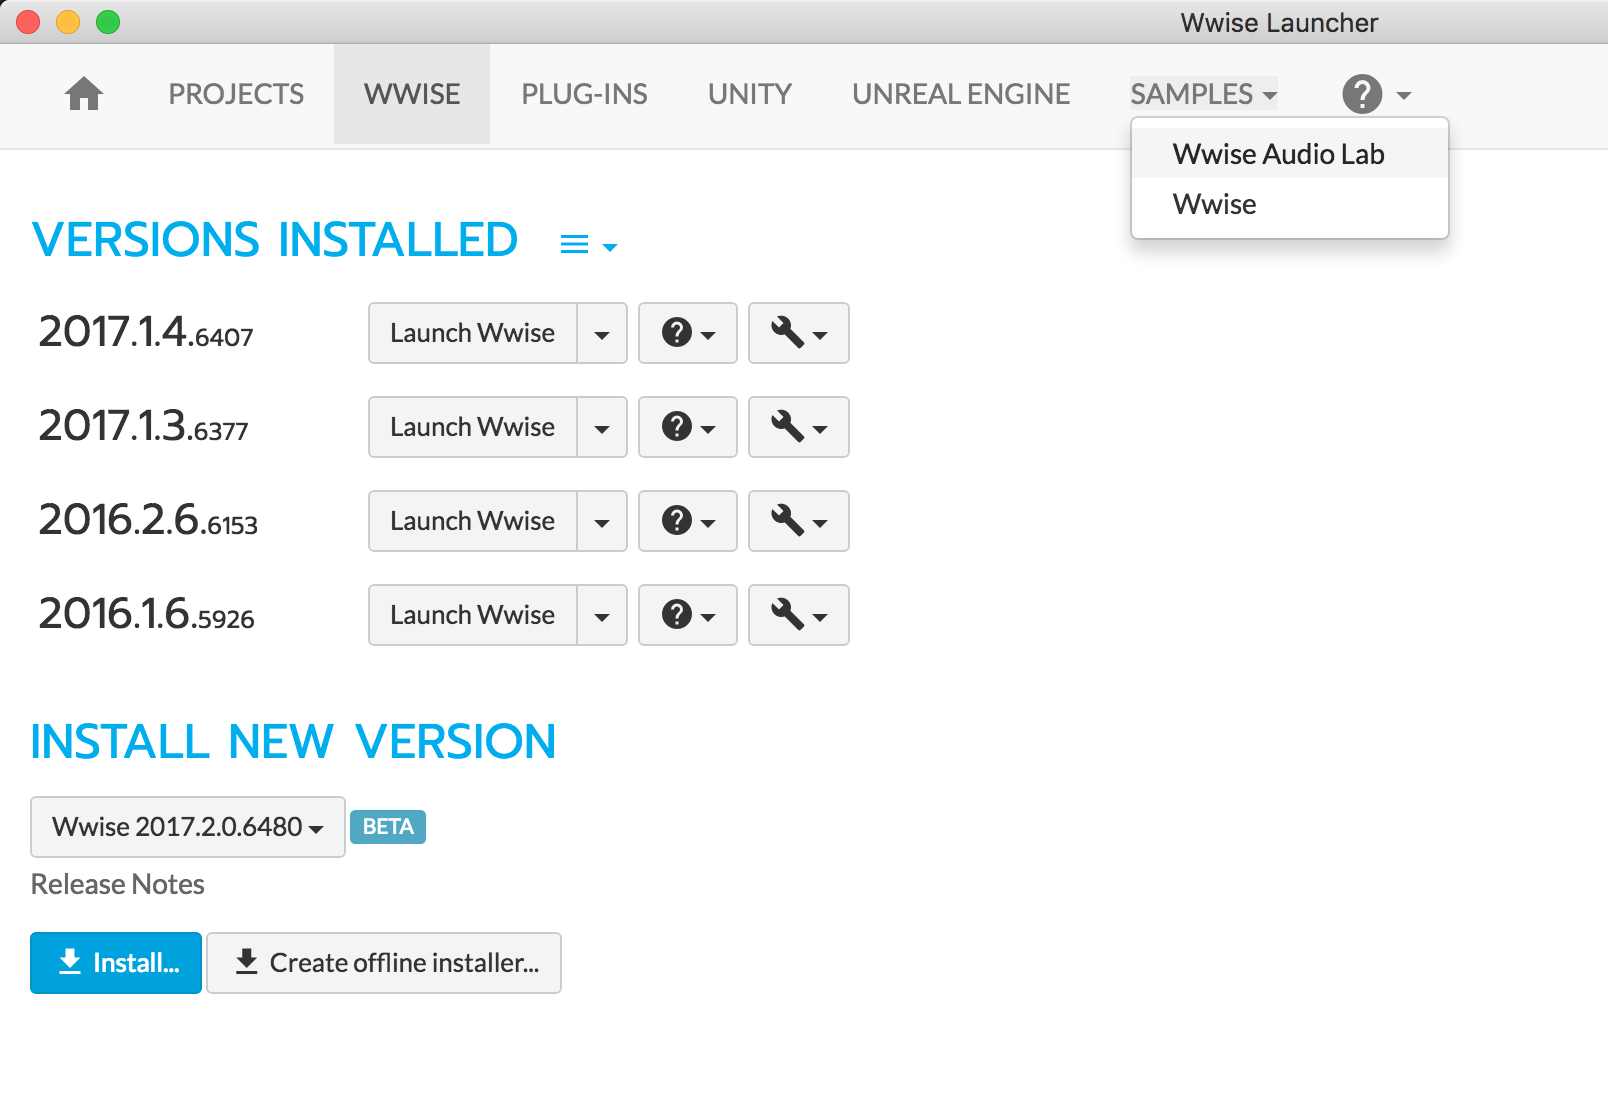 Wwise Launcher
PROJECTS WWISE PLUG-INS UNITY UNREAL ENGINE SAMPLES ?
Wwise Audio Lab
Wwise
VERSIONS INSTALLED
2017.1.4.6407 Launch Wwise ?
2017.1.3.6377 Launch Wwise ?
2016.2.6.6153 Launch Wwise ?
2016.1.6.5926 Launch Wwise ?
INSTALL NEW VERSION
Wwise 2017.2.0.6480 BETA
Release Notes
Install... Create offline installer...